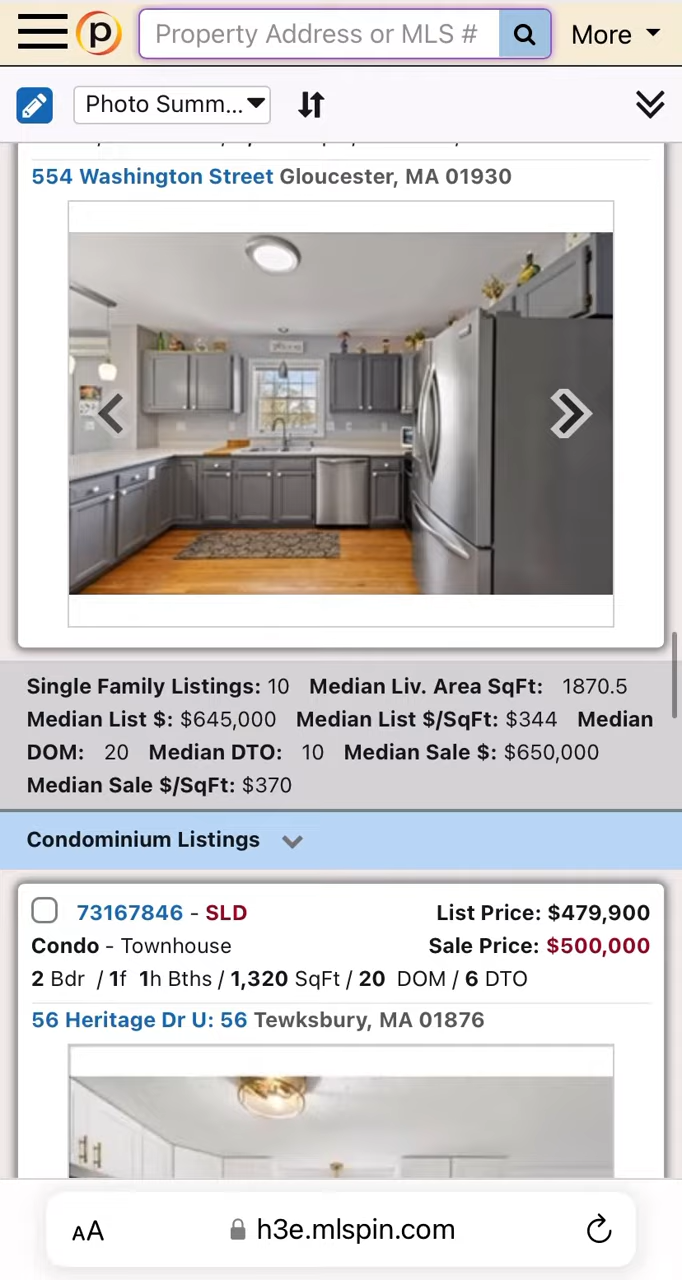 p Property Address or MLS # More
Photo Summ...
554 Washington Street Gloucester, MA 01930
Single Family Listings: 10 Median Liv. Area SqFt: 1870.5
Median List $: $645,000 Median List $/SqFt: $344 Median
DOM: 20 Median DTO: 10 Median Sale $: $650,000
Median Sale $/SqFt: $370
Condominium Listings
73167846 - SLD List Price: $479,900
Condo - Townhouse Sale Price: $500,000
2 Bdr / 1f 1h Bths / 1,320 SqFt / 20 DOM / 6 DTO
56 Heritage Dr U: 56 Tewksbury, MA 01876
AA h3e.mlspin.com